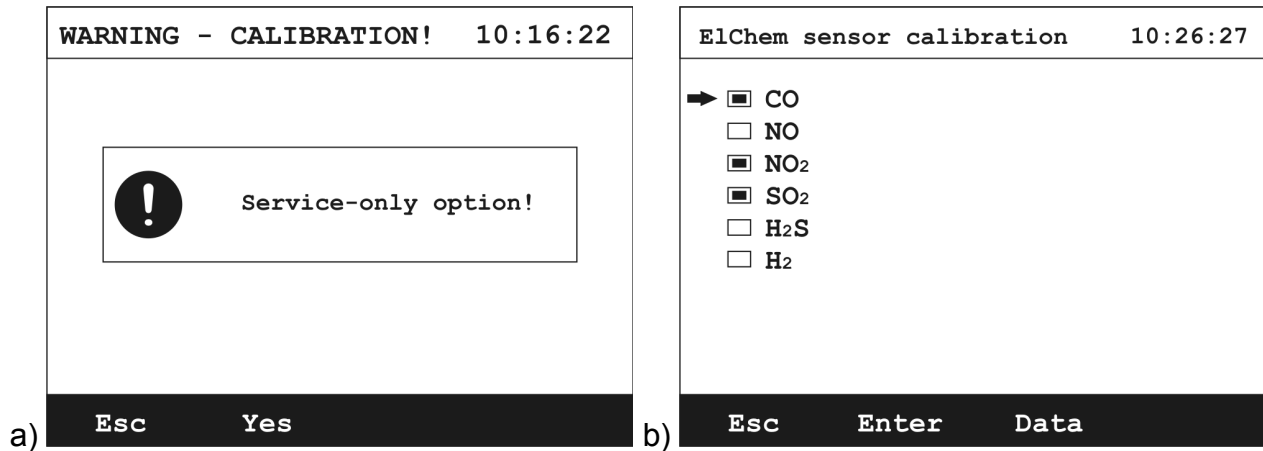 WARNING - CALIBRATION! 10:16:22
Service-only option!
Esc Yes
a)
ElChem sensor calibration 10:26:27
CO
NO
NO₂
SO₂
H₂S
H₂
Esc Enter Data
b)